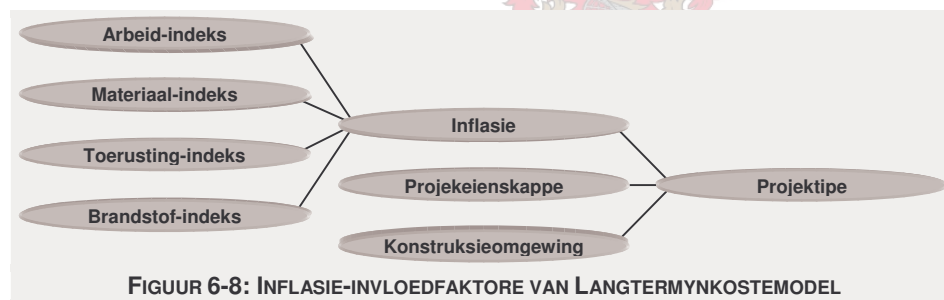 Arbeid-indeks
Materiaal-indeks
Toerusting-indeks
Brandstof-indeks
Inflasie
Projekeienskappe
Konstruksieomgewing
Projektipe
FIGUUR 6-8: INFLASIE-INVLOEDFAKTORE VAN LANGTERMYNKOSTEMODEL